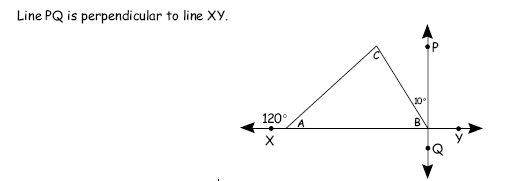 Line PQ is perpendicular to line XY.
P
C
10°
120° A B
X Y
Q